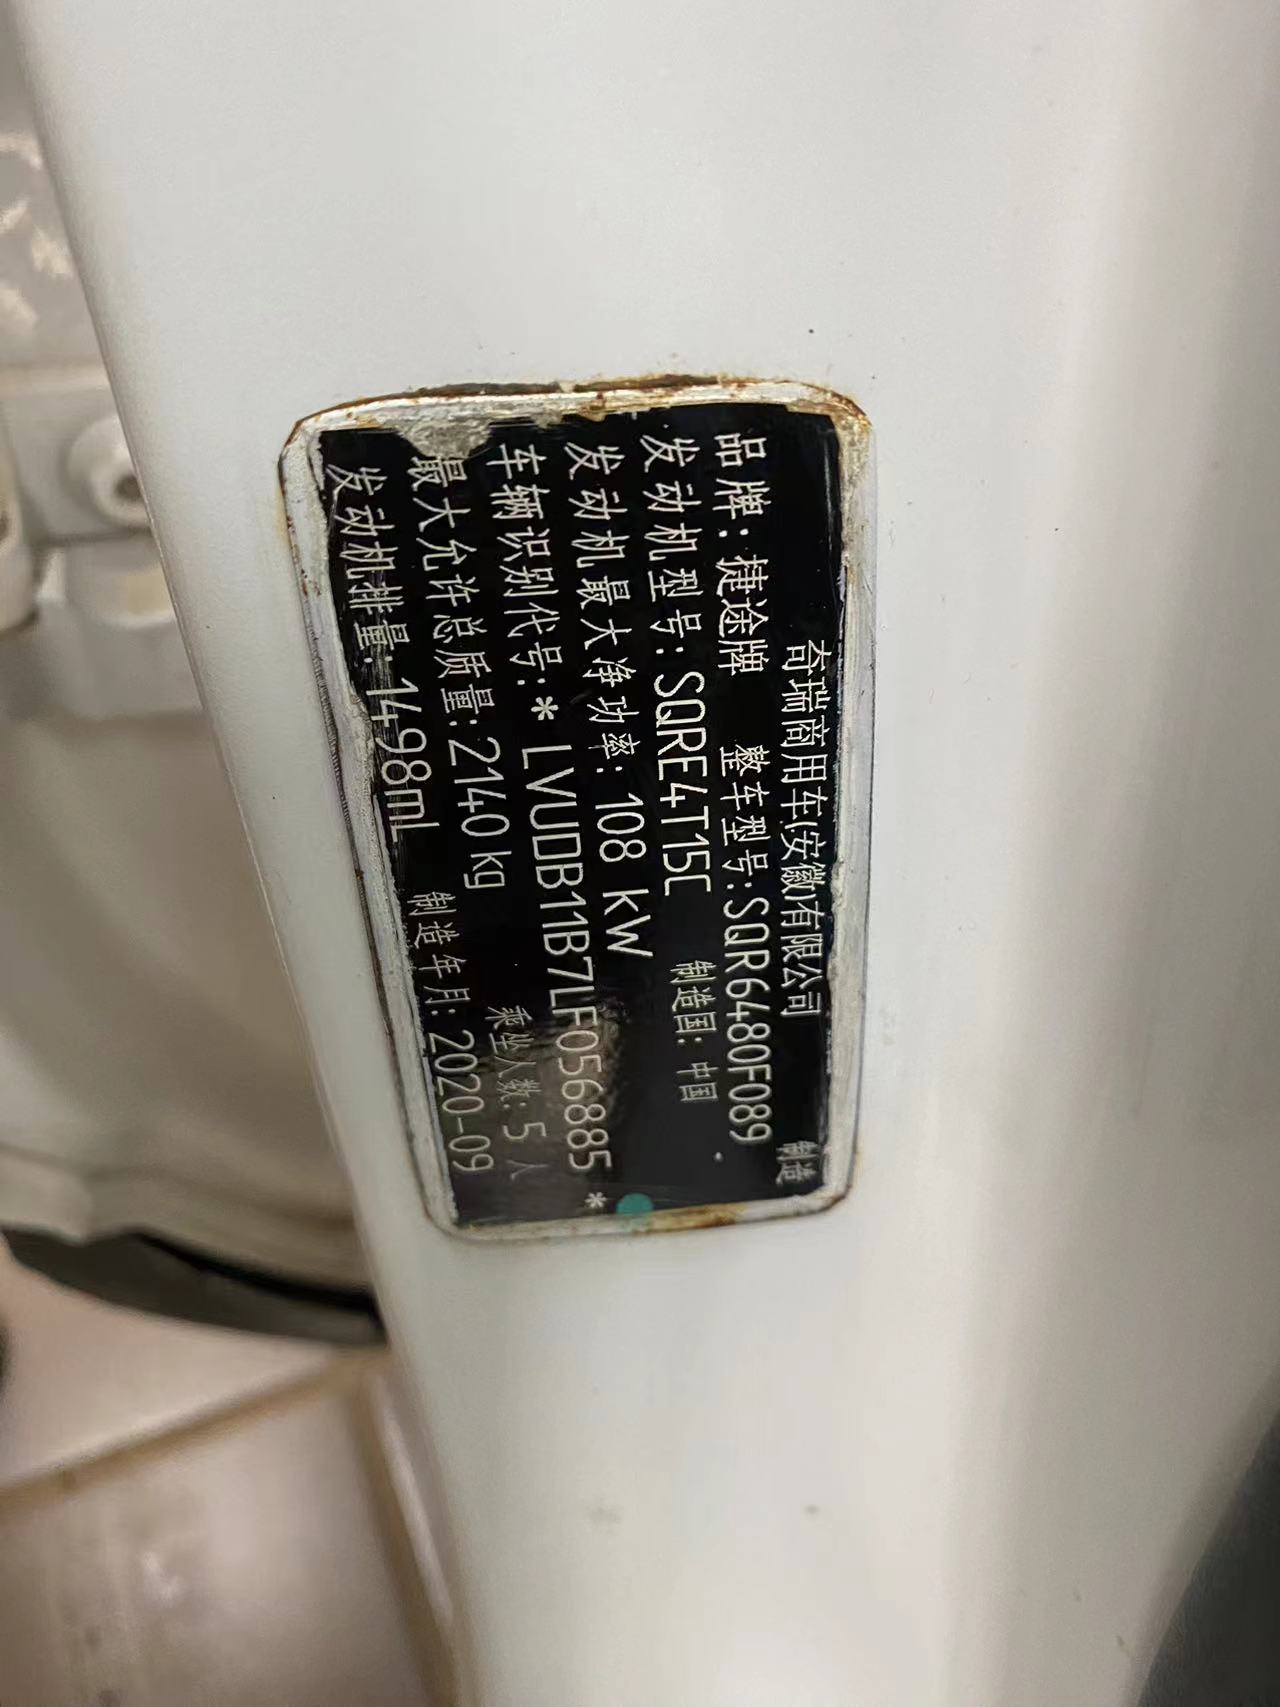 奇瑞商用车(安徽)有限公司 制造
品牌: 捷途牌 整车型号: SQR6480F089
发动机型号: SQRE4T15C 制造国: 中国
发动机最大净功率: 108 kW
车辆识别代号: * LVUDB11B7LF056885 *
最大允许总质量: 2140 kg 乘坐人数: 5 人
发动机排量: 1498mL 制造年月: 2020-09